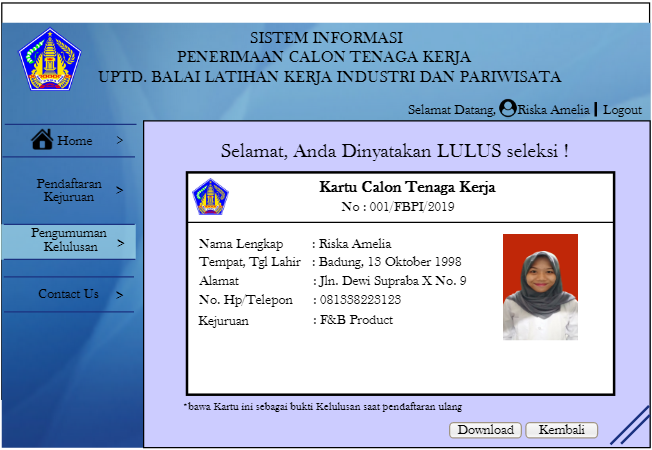 SISTEM INFORMASI
PENERIMAAN CALON TENAGA KERJA
UPTD. BALAI LATIHAN KERJA INDUSTRI DAN PARIWISATA
Selamat Datang, Riska Amelia | Logout
Home >
Pendaftaran
Kejuruan >
Pengumuman
Kelulusan >
Contact Us >
Selamat, Anda Dinyatakan LULUS seleksi !
Kartu Calon Tenaga Kerja
No : 001/FBPI/2019
Nama Lengkap : Riska Amelia
Tempat, Tgl Lahir : Badung, 13 Oktober 1998
Alamat : Jln. Dewi Supraba X No. 9
No. Hp/Telepon : 081338223123
Kejuruan : F&B Product
*bawa Kartu ini sebagai bukti Kelulusan saat pendaftaran ulang
Download Kembali